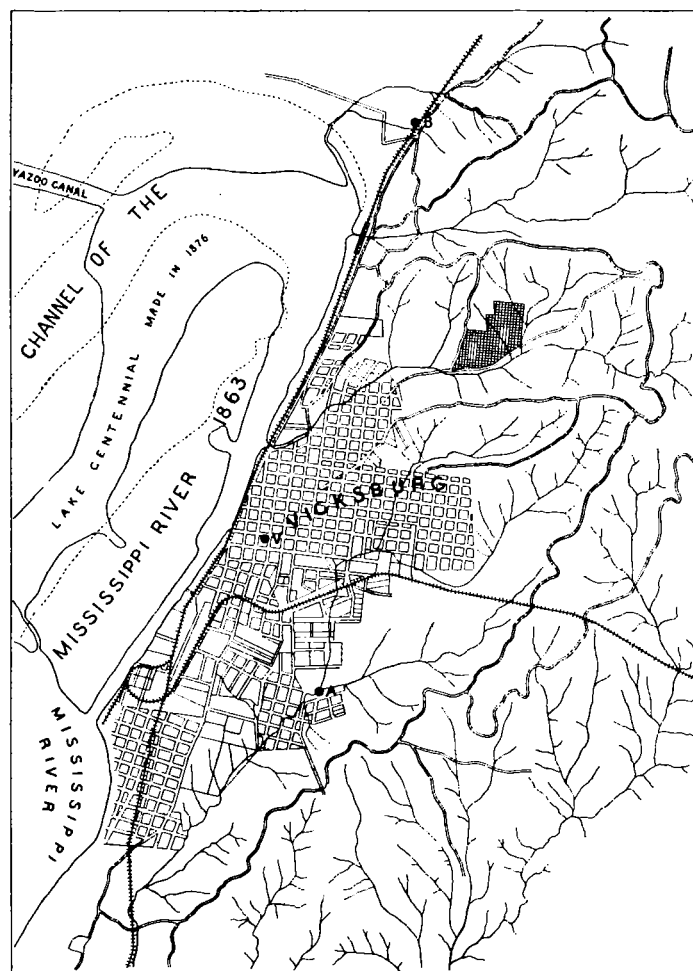 B
YAZOO CANAL
CHANNEL OF THE
LAKE CENTENNIAL MADE IN 1876
MISSISSIPPI RIVER 1863
VICKSBURG
V
A
MISSISSIPPI
RIVER